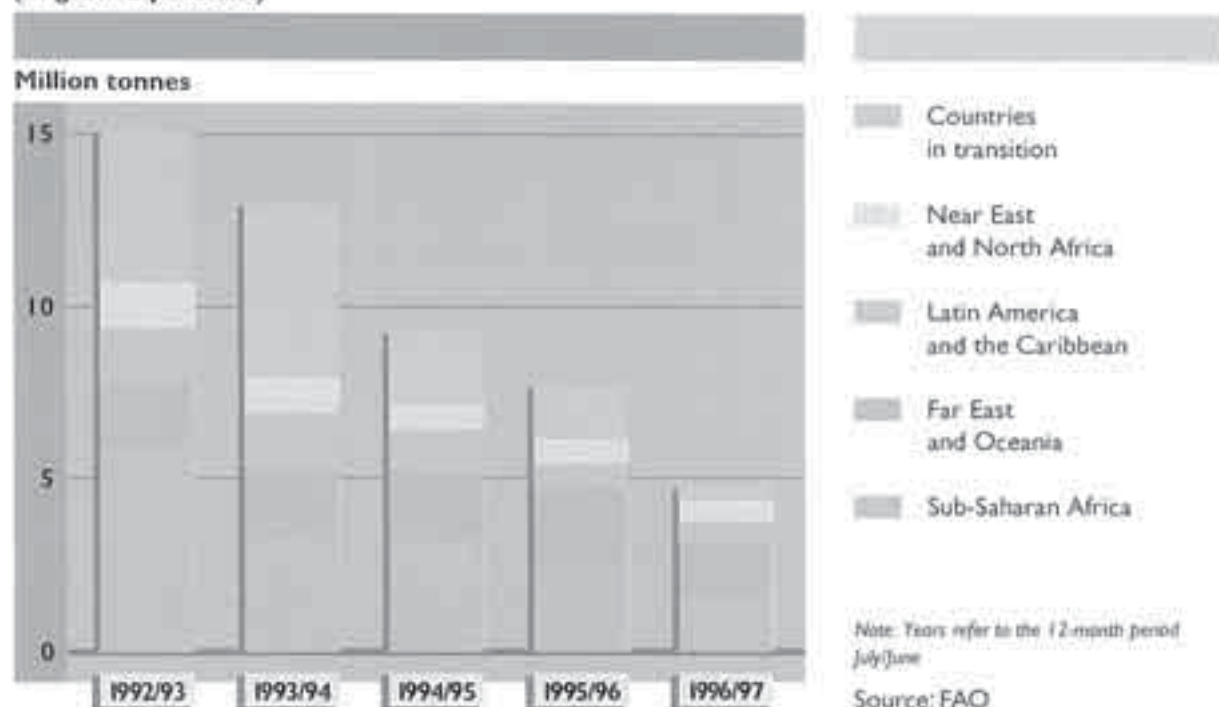 Million tonnes
15
10
5
0
1992/93
1993/94
1994/95
1995/96
1996/97
Countries
in transition
Near East
and North Africa
Latin America
and the Caribbean
Far East
and Oceania
Sub-Saharan Africa
Note: Years refer to the 12-month period
July/June
Source: FAO